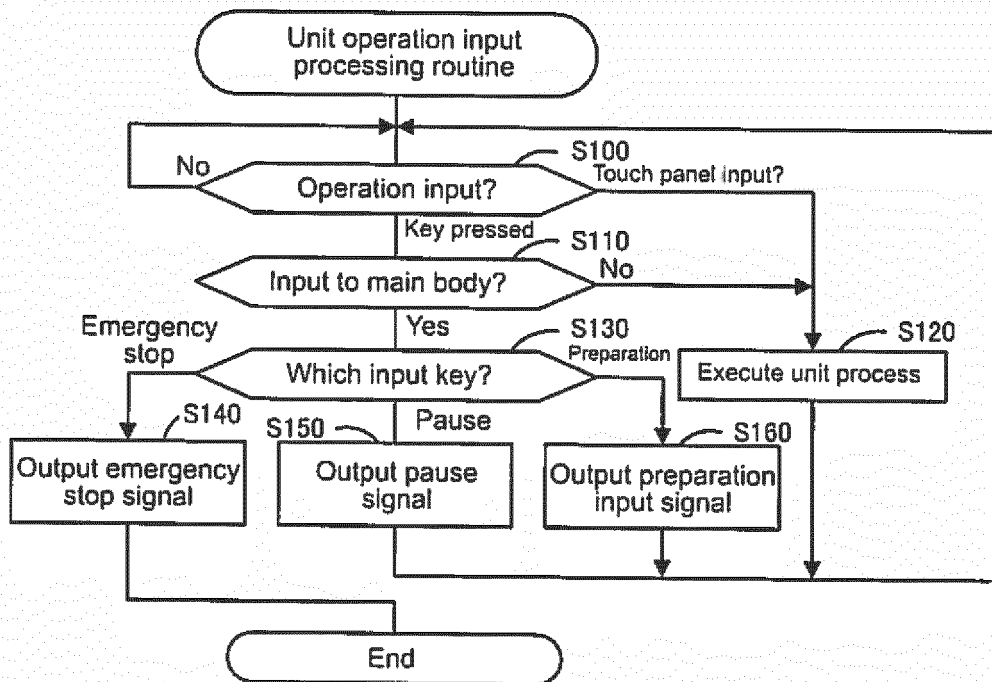 Unit operation input
processing routine
S100
No
Operation input?
Touch panel input?
Key pressed
S110
Input to main body?
No
Yes
Emergency
stop
S130
Preparation
S120
Which input key?
Execute unit process
S140
S150
Pause
S160
Output emergency
stop signal
Output pause
signal
Output preparation
input signal
End